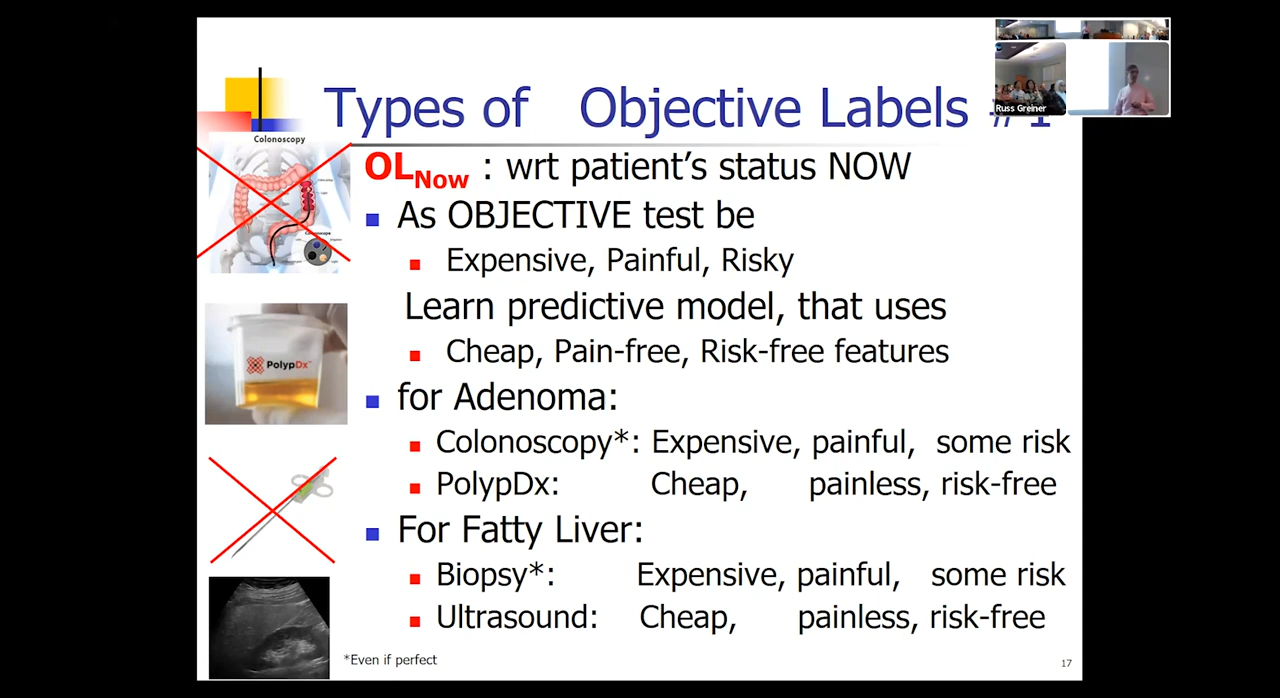 Types of Objective Labels #1
Russ Greiner
Colonoscopy
OLNow : wrt patient's status NOW
As OBJECTIVE test be
Expensive, Painful, Risky
Learn predictive model, that uses
Cheap, Pain-free, Risk-free features
PolypDx™
for Adenoma:
Colonoscopy*: Expensive, painful, some risk
PolypDx: Cheap, painless, risk-free
For Fatty Liver:
Biopsy*: Expensive, painful, some risk
Ultrasound: Cheap, painless, risk-free
*Even if perfect
17